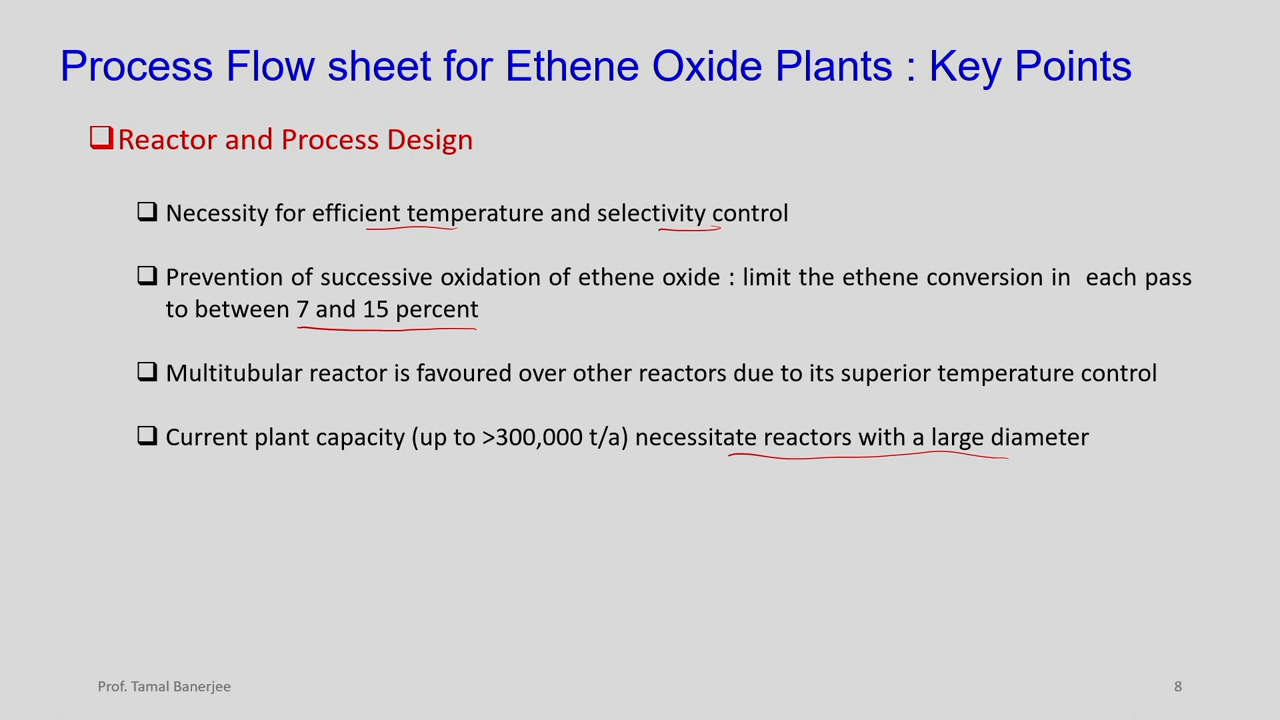 Process Flow sheet for Ethene Oxide Plants : Key Points
Reactor and Process Design
Necessity for efficient temperature and selectivity control
Prevention of successive oxidation of ethene oxide : limit the ethene conversion in each pass
to between 7 and 15 percent
Multitubular reactor is favoured over other reactors due to its superior temperature control
Current plant capacity (up to >300,000 t/a) necessitate reactors with a large diameter
Prof. Tamal Banerjee
8